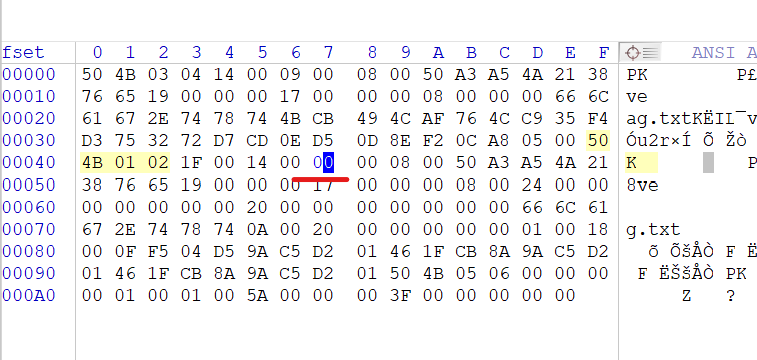 fset 0 1 2 3 4 5 6 7 8 9 A B C D E F ANSI A
00000 50 4B 03 04 14 00 09 00 08 00 50 A3 A5 4A 21 38 PK P£
00010 76 65 19 00 00 00 17 00 00 00 08 00 00 00 66 6C ve
00020 61 67 2E 74 78 74 4B CB 49 4C AF 76 4C C9 35 F4 ag.txtKËIL¯v
00030 D3 75 32 72 D7 CD 0E D5 0D 8E F2 0C A8 05 00 50 Óu2r×Í Õ Žò
00040 4B 01 02 1F 00 14 00 00 00 08 00 50 A3 A5 4A 21 K P
00050 38 76 65 19 00 00 00 17 00 00 00 08 00 24 00 00 8ve
00060 00 00 00 00 00 20 00 00 00 00 00 00 00 66 6C 61
00070 67 2E 74 78 74 0A 00 20 00 00 00 00 00 01 00 18 g.txt
00080 00 0F F5 04 D5 9A C5 D2 01 46 1F CB 8A 9A C5 D2 õ ÕšÅÒ F Ë
00090 01 46 1F CB 8A 9A C5 D2 01 50 4B 05 06 00 00 00 F ËŠšÅÒ PK
000A0 00 01 00 01 00 5A 00 00 00 3F 00 00 00 00 00 Z ?